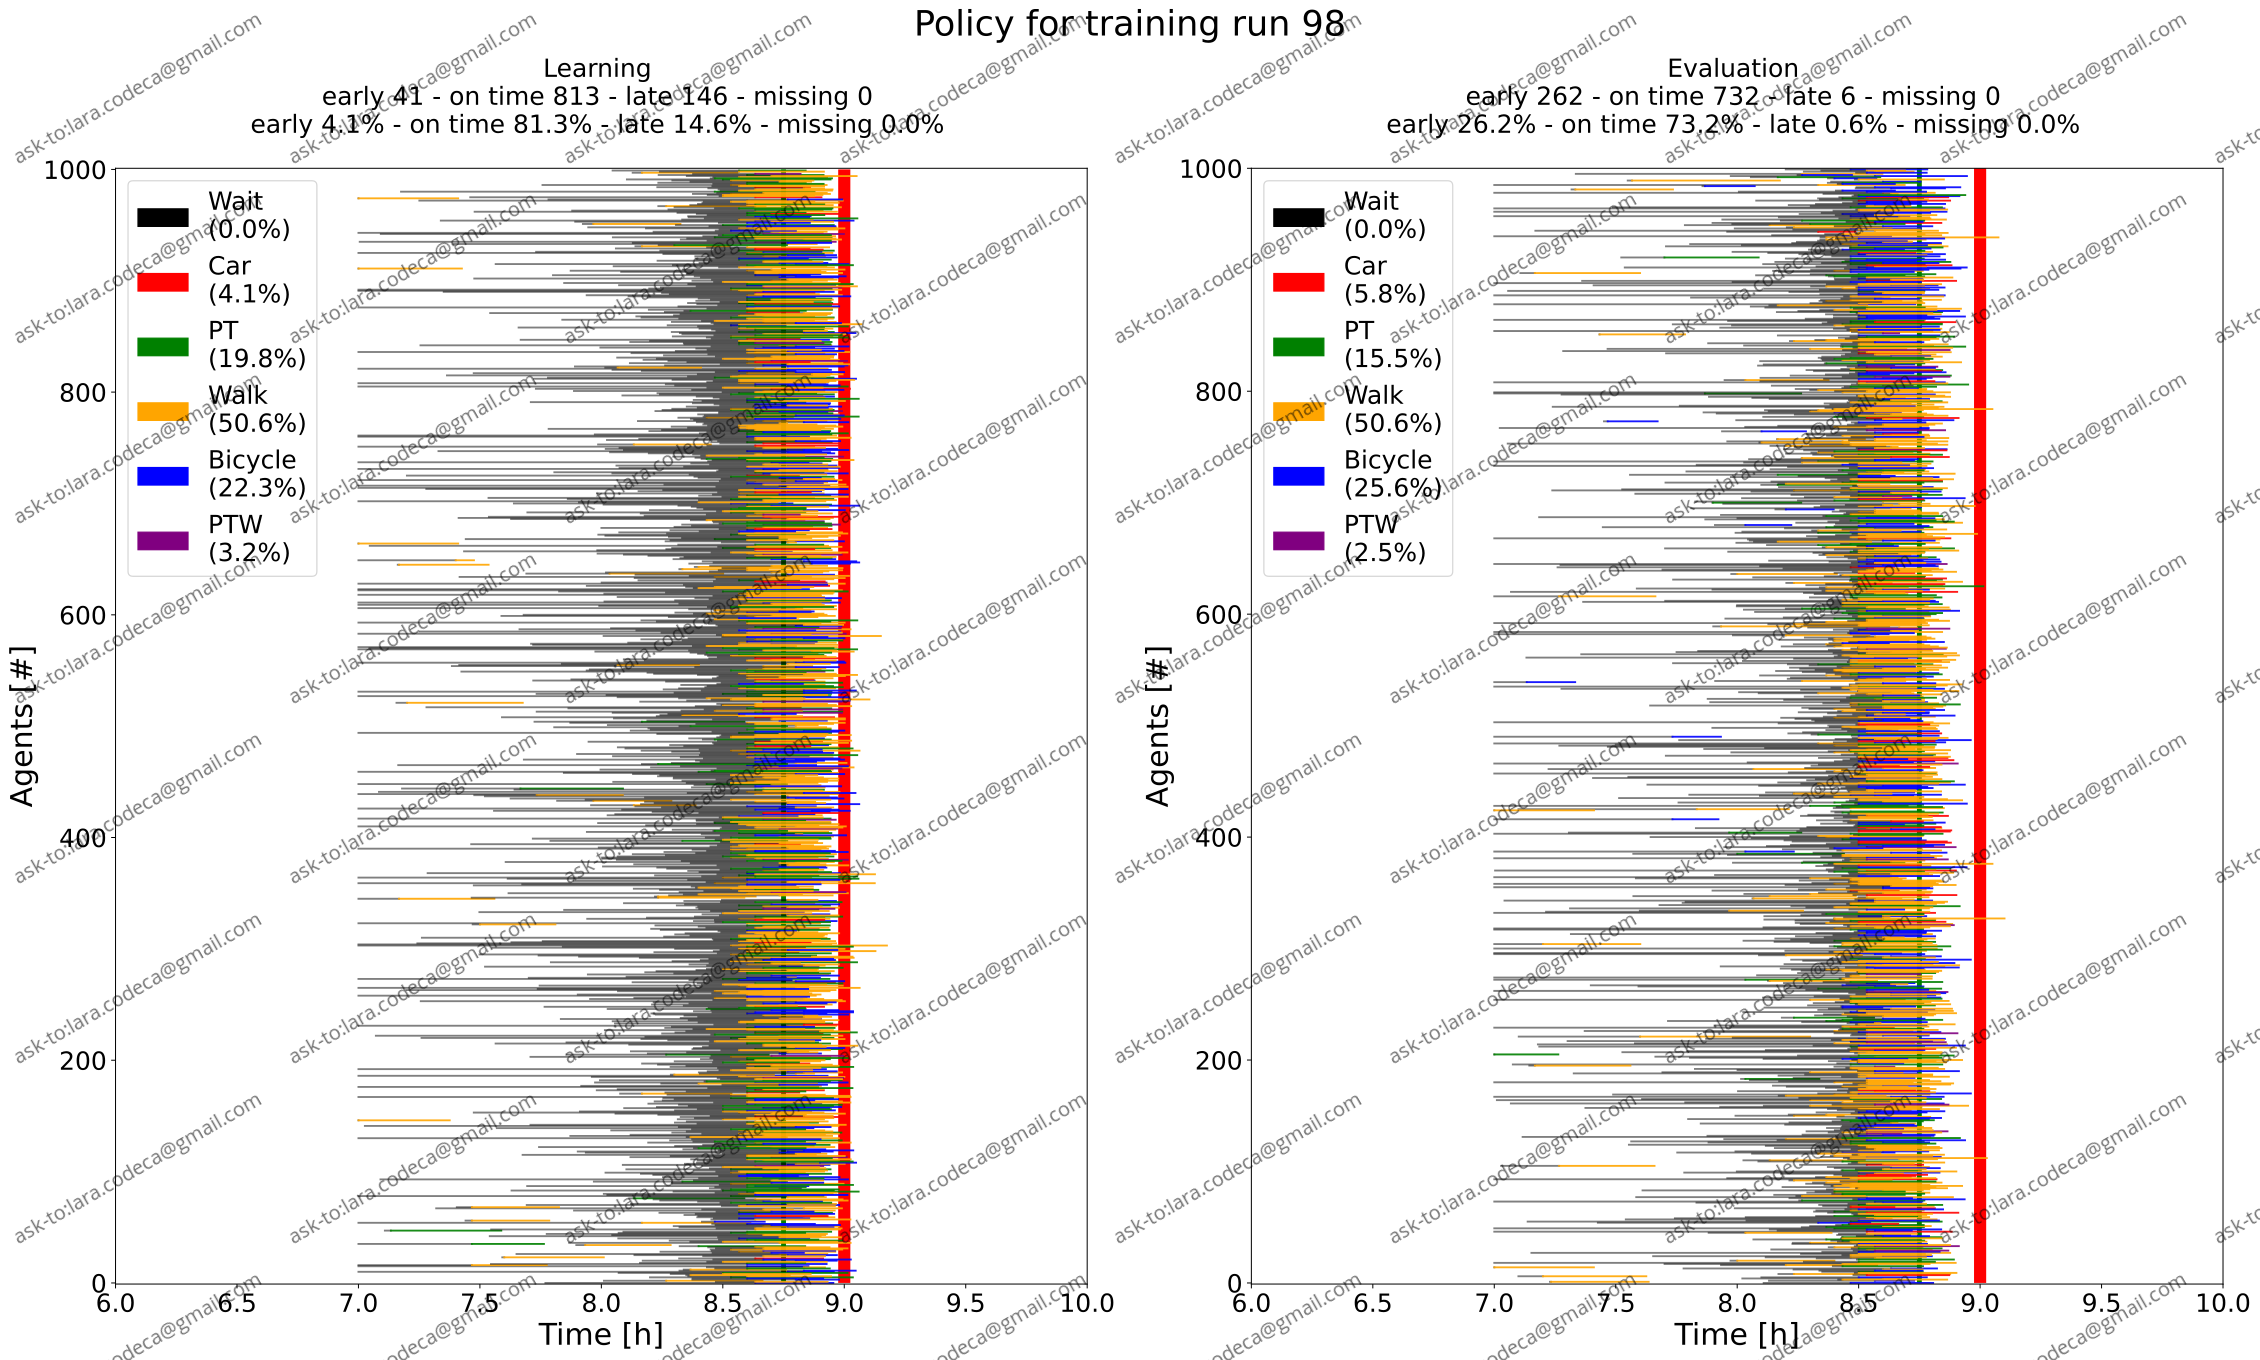 Policy for training run 98
Learning
early 41 - on time 813 - late 146 - missing 0
early 4.1% - on time 81.3% - late 14.6% - missing 0.0%
Wait
(0.0%)
Car
(4.1%)
PT
(19.8%)
Walk
(50.6%)
Bicycle
(22.3%)
PTW
(3.2%)
Agents [#]
1000
800
600
400
200
0
6.0 6.5 7.0 7.5 8.0 8.5 9.0 9.5 10.0
Time [h]
Evaluation
early 262 - on time 732 - late 6 - missing 0
early 26.2% - on time 73.2% - late 0.6% - missing 0.0%
Wait
(0.0%)
Car
(5.8%)
PT
(15.5%)
Walk
(50.6%)
Bicycle
(25.6%)
PTW
(2.5%)
Agents [#]
1000
800
600
400
200
0
6.0 6.5 7.0 7.5 8.0 8.5 9.0 9.5 10.0
Time [h]
ask-to:lara.codeca@gmail.com